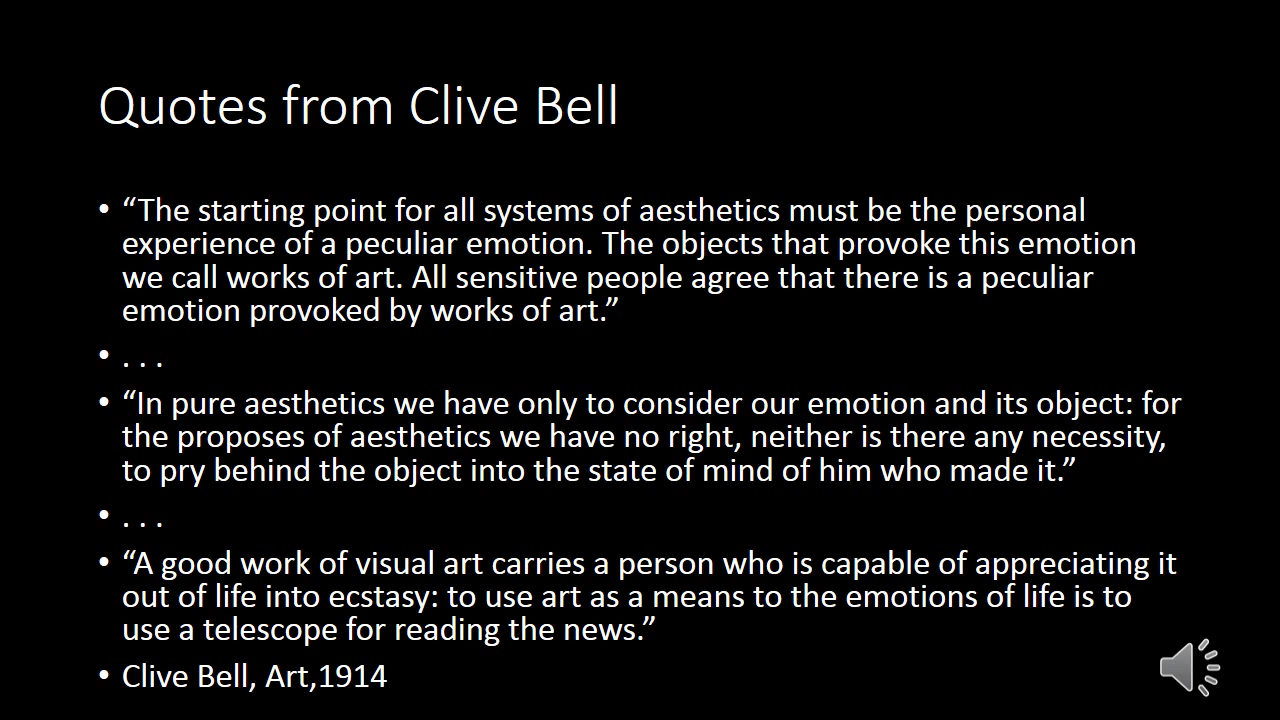 Quotes from Clive Bell
• “The starting point for all systems of aesthetics must be the personal
experience of a peculiar emotion. The objects that provoke this emotion
we call works of art. All sensitive people agree that there is a peculiar
emotion provoked by works of art.”
• . . .
• “In pure aesthetics we have only to consider our emotion and its object: for
the proposes of aesthetics we have no right, neither is there any necessity,
to pry behind the object into the state of mind of him who made it.”
• . . .
• “A good work of visual art carries a person who is capable of appreciating it
out of life into ecstasy: to use art as a means to the emotions of life is to
use a telescope for reading the news.”
• Clive Bell, Art,1914